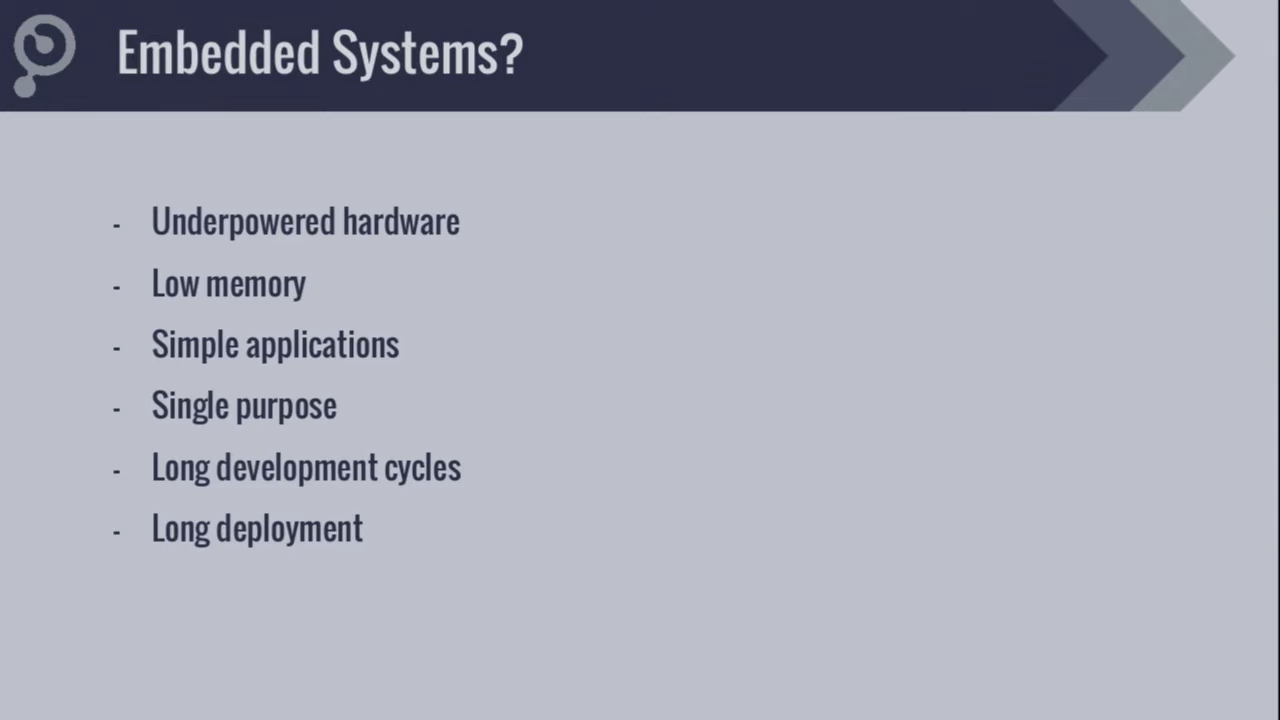 Embedded Systems?
- Underpowered hardware
- Low memory
- Simple applications
- Single purpose
- Long development cycles
- Long deployment